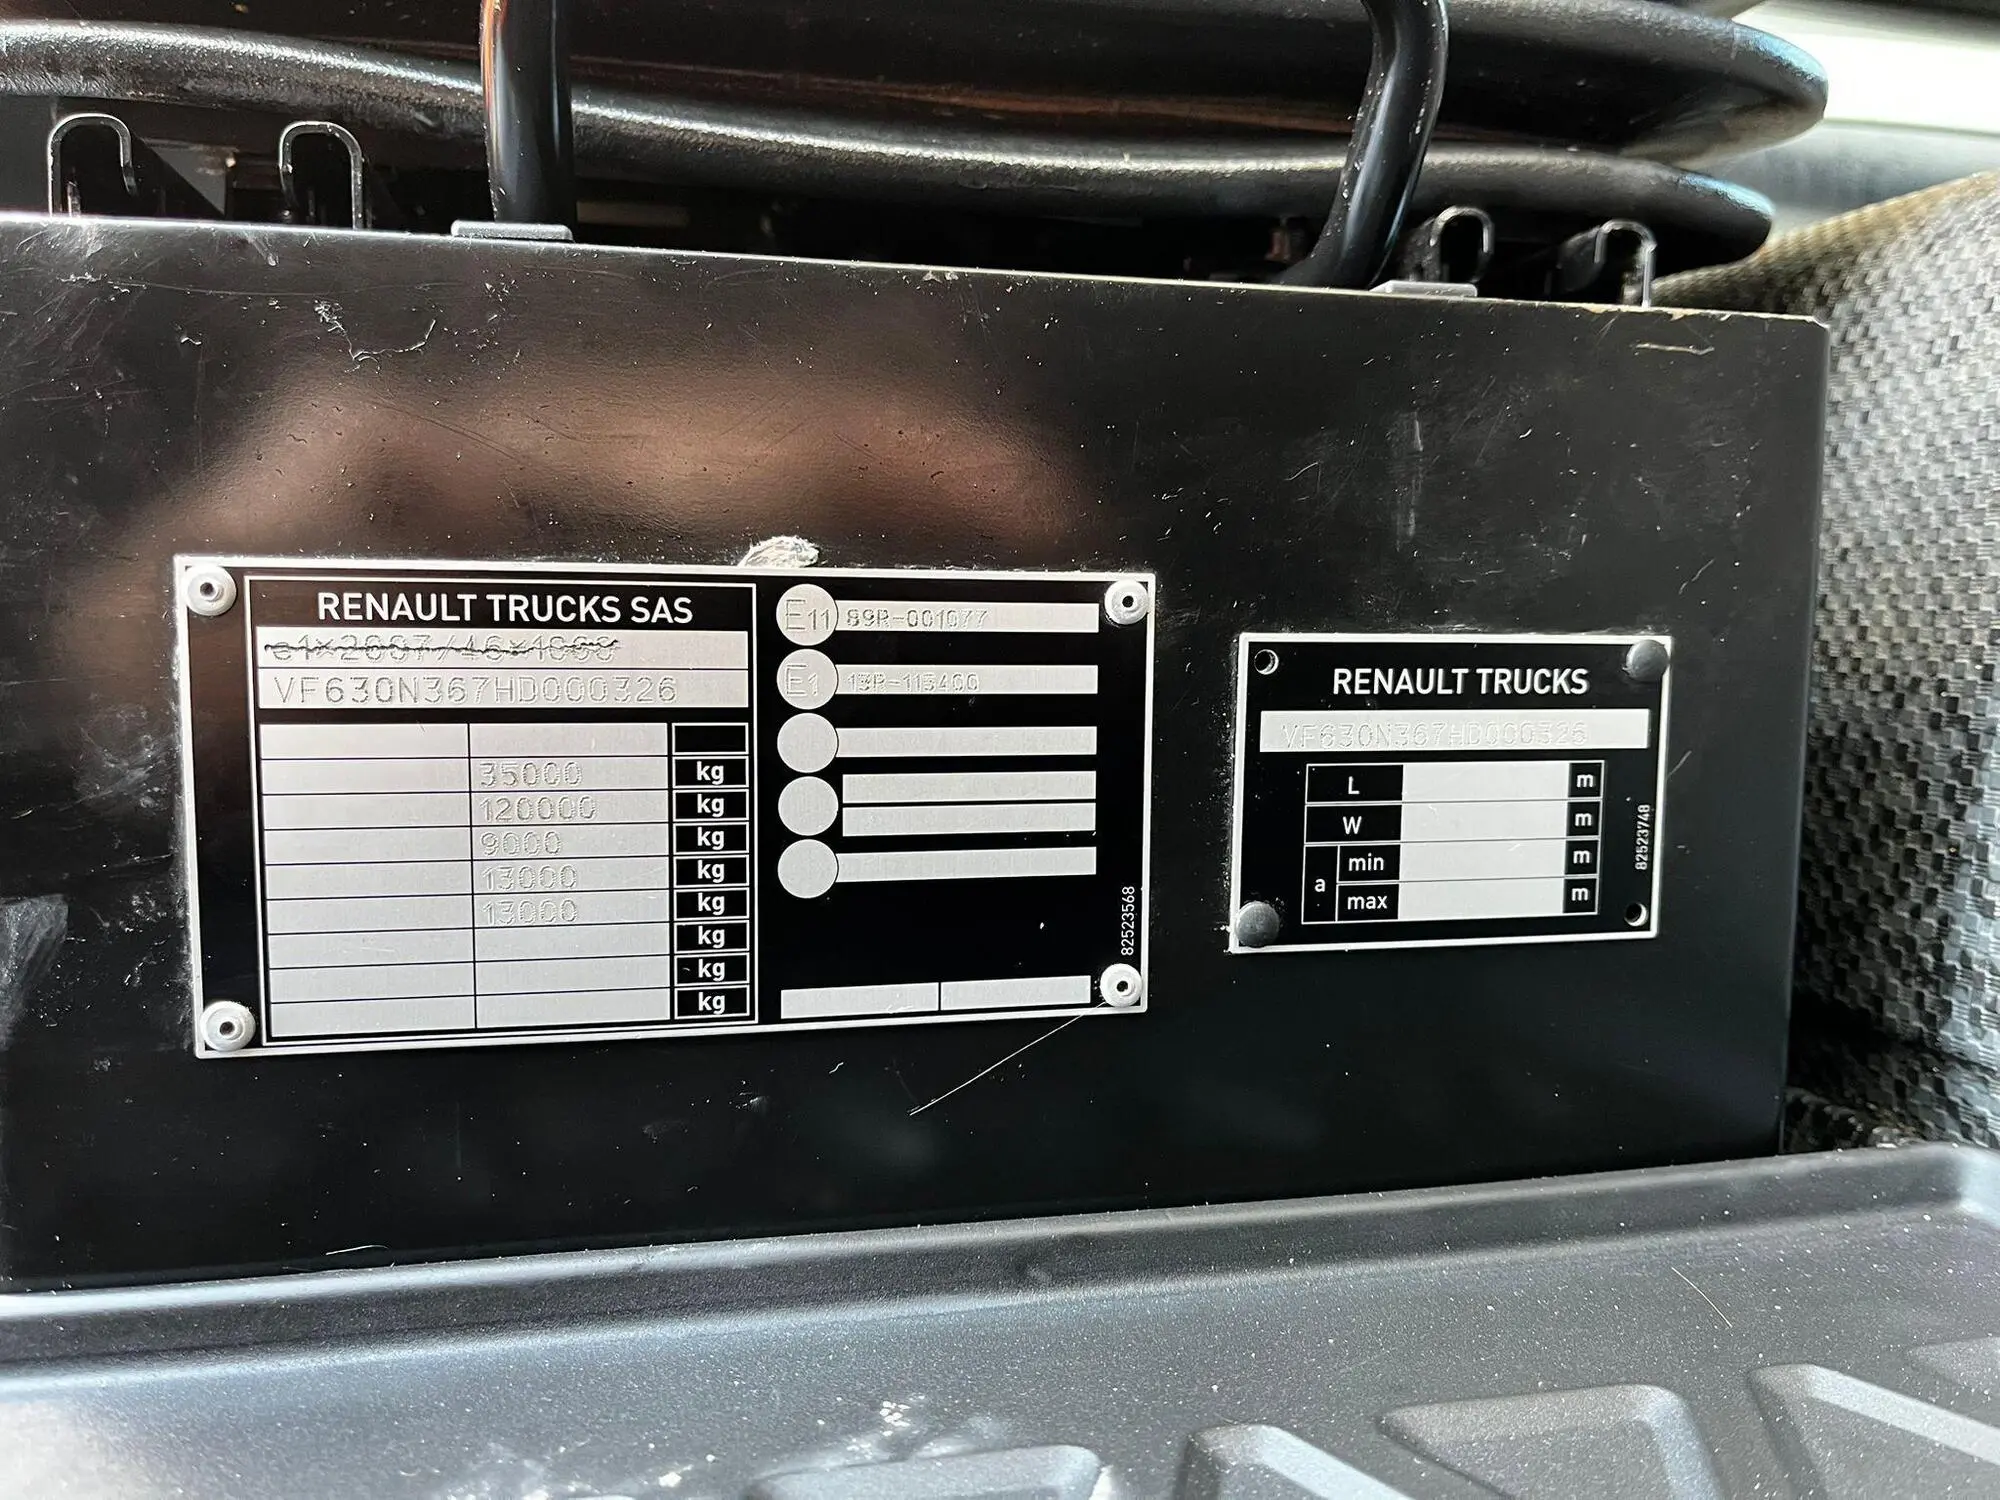 RENAULT TRUCKS SAS
VF630N367HD000326
35000 kg
120000 kg
9000 kg
13000 kg
13000 kg
kg
kg
kg
E11 89R-001077
E1 13R-113400
82523568
RENAULT TRUCKS
VF630N367HD000326
L m
W m
a min m
max m
82523748